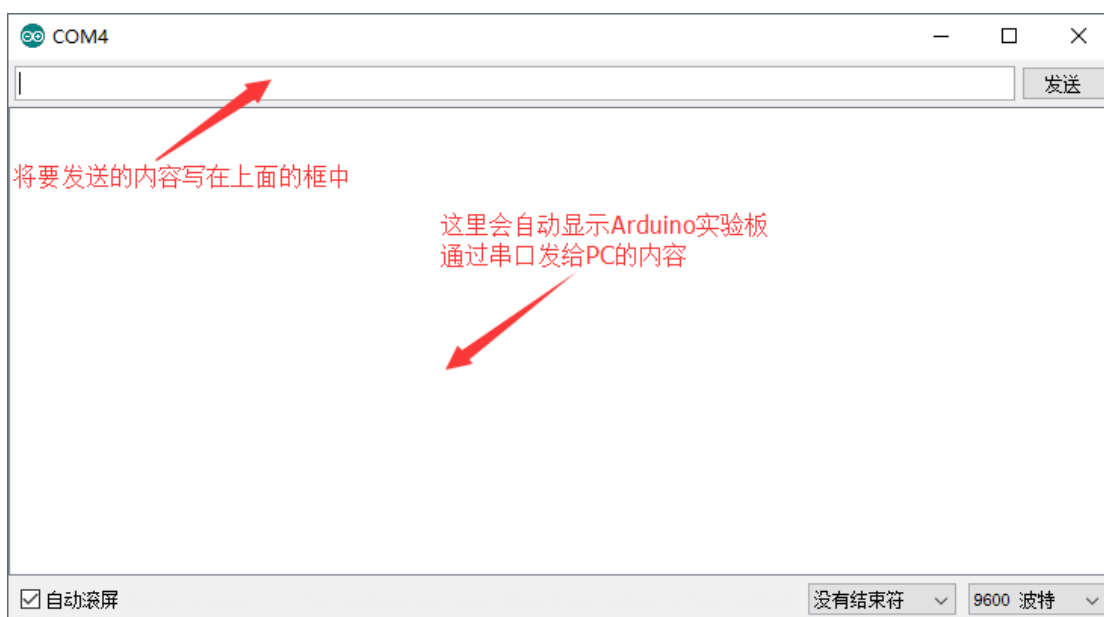 COM4
发送
将要发送的内容写在上面的框中
这里会自动显示Arduino实验板
通过串口发给PC的内容
自动滚屏
没有结束符
9600 波特